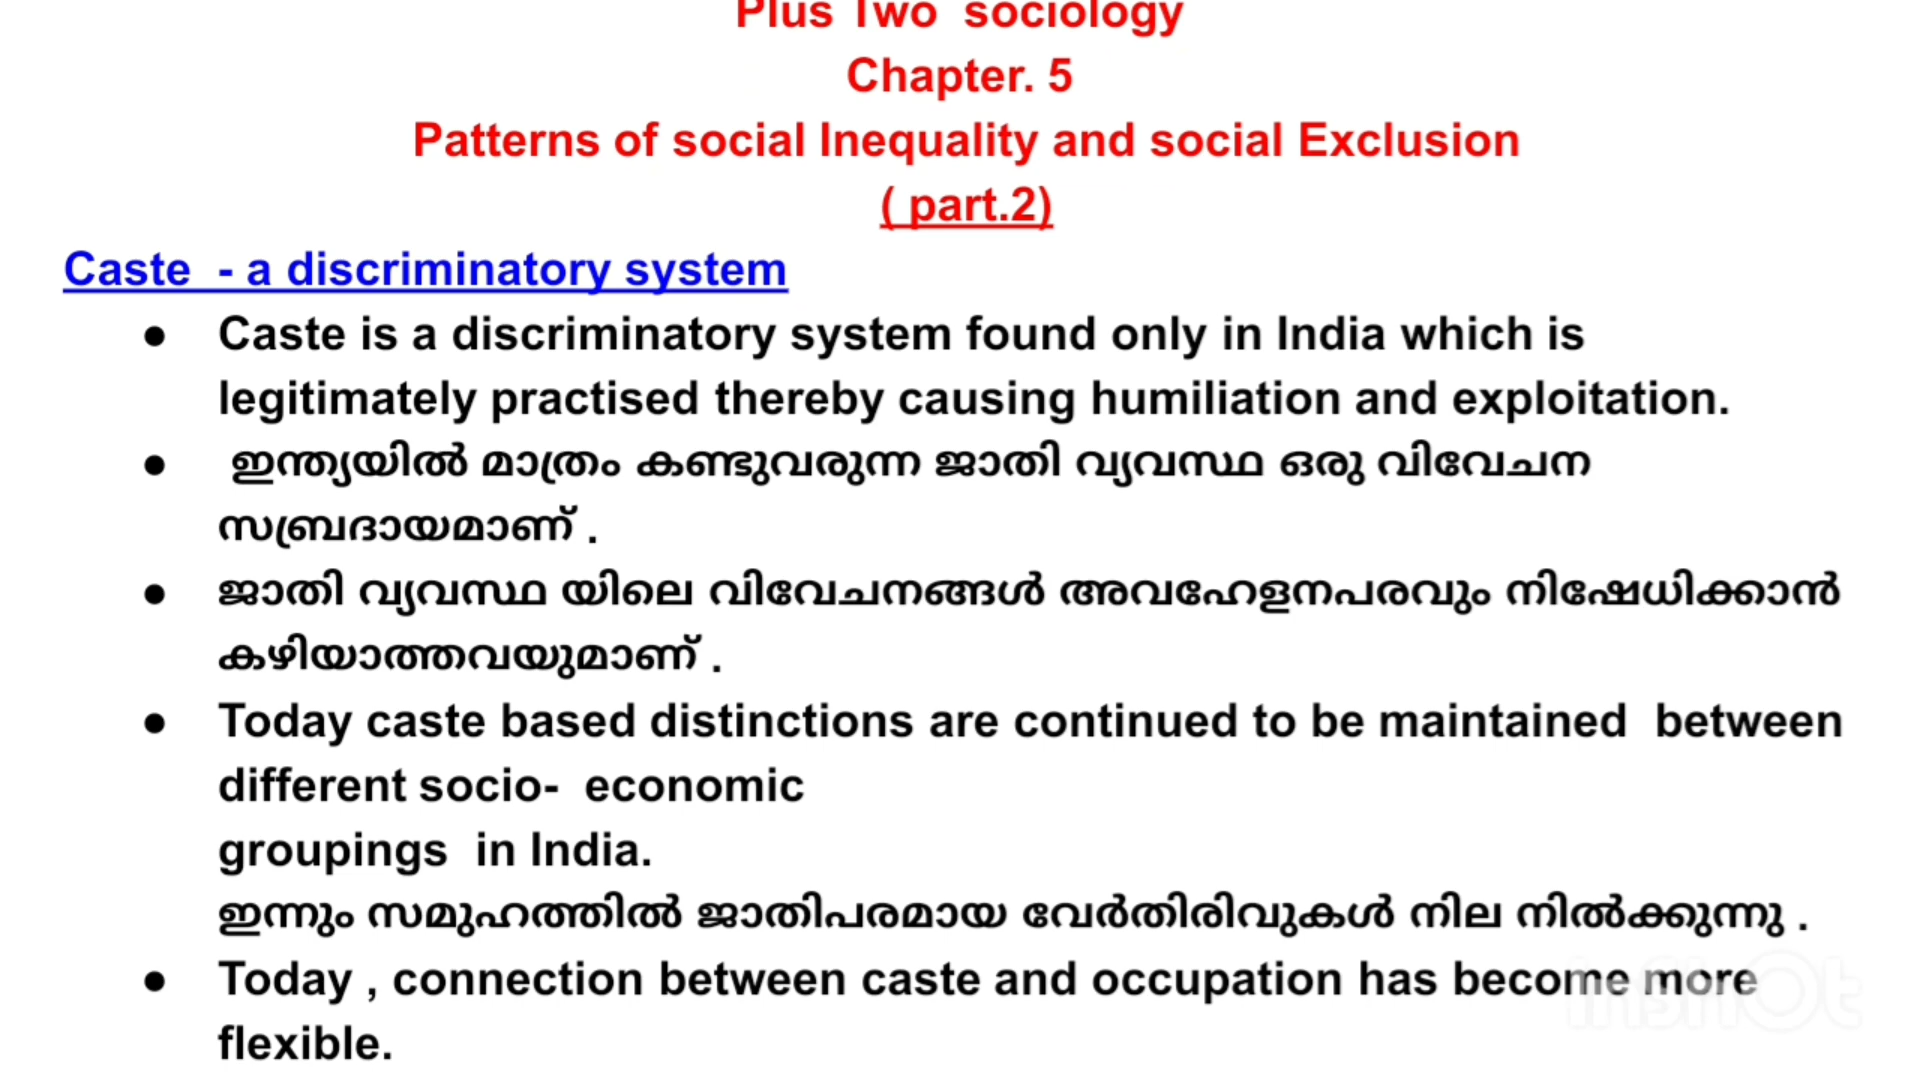 Plus Two sociology
Chapter. 5
Patterns of social Inequality and social Exclusion
( part.2)
Caste - a discriminatory system
● Caste is a discriminatory system found only in India which is
legitimately practised thereby causing humiliation and exploitation.
● ഇന്ത്യയിൽ മാത്രം കണ്ടുവരുന്ന ജാതി വ്യവസ്ഥ ഒരു വിവേചന
സബ്രദായമാണ് .
● ജാതി വ്യവസ്ഥ യിലെ വിവേചനങ്ങൾ അവഹേളനപരവും നിഷേധിക്കാൻ
കഴിയാത്തവയുമാണ് .
● Today caste based distinctions are continued to be maintained between
different socio- economic
groupings in India.
ഇന്നും സമുഹത്തിൽ ജാതിപരമായ വേർതിരിവുകൾ നില നിൽക്കുന്നു .
● Today , connection between caste and occupation has become more
flexible.
InShOt